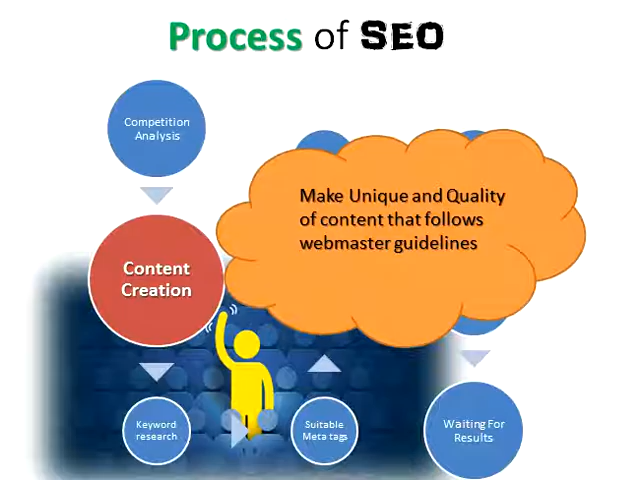 Process of SEO
Competition
Analysis
Make Unique and Quality
of content that follows
webmaster guidelines
Content
Creation
Keyword
research
Suitable
Meta tags
Waiting For
Results